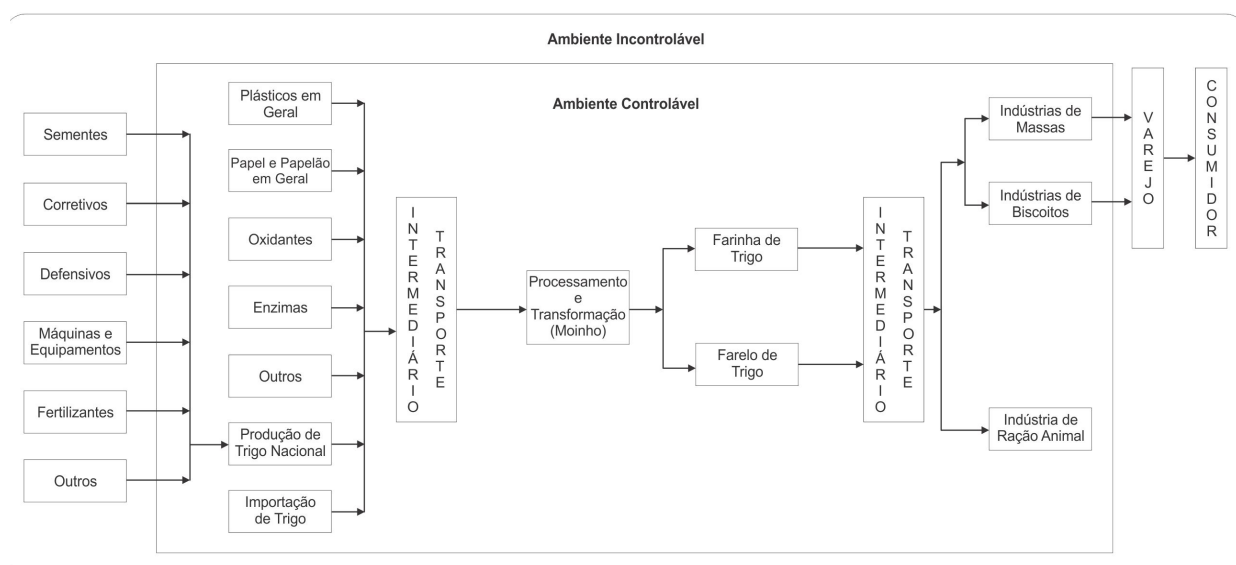 Ambiente Incontrolável
Ambiente Controlável
Sementes
Corretivos
Defensivos
Máquinas e
Equipamentos
Fertilizantes
Outros
Plásticos em
Geral
Papel e Papelão
em Geral
Oxidantes
Enzimas
Outros
Produção de
Trigo Nacional
Importação
de Trigo
INTERMEDIÁRIO
TRANSPORTE
Processamento
e
Transformação
(Moinho)
Farinha de
Trigo
Farelo de
Trigo
INTERMEDIÁRIO
TRANSPORTE
Indústrias de
Massas
Indústrias de
Biscoitos
Indústria de
Ração Animal
VAREJO
CONSUMIDOR